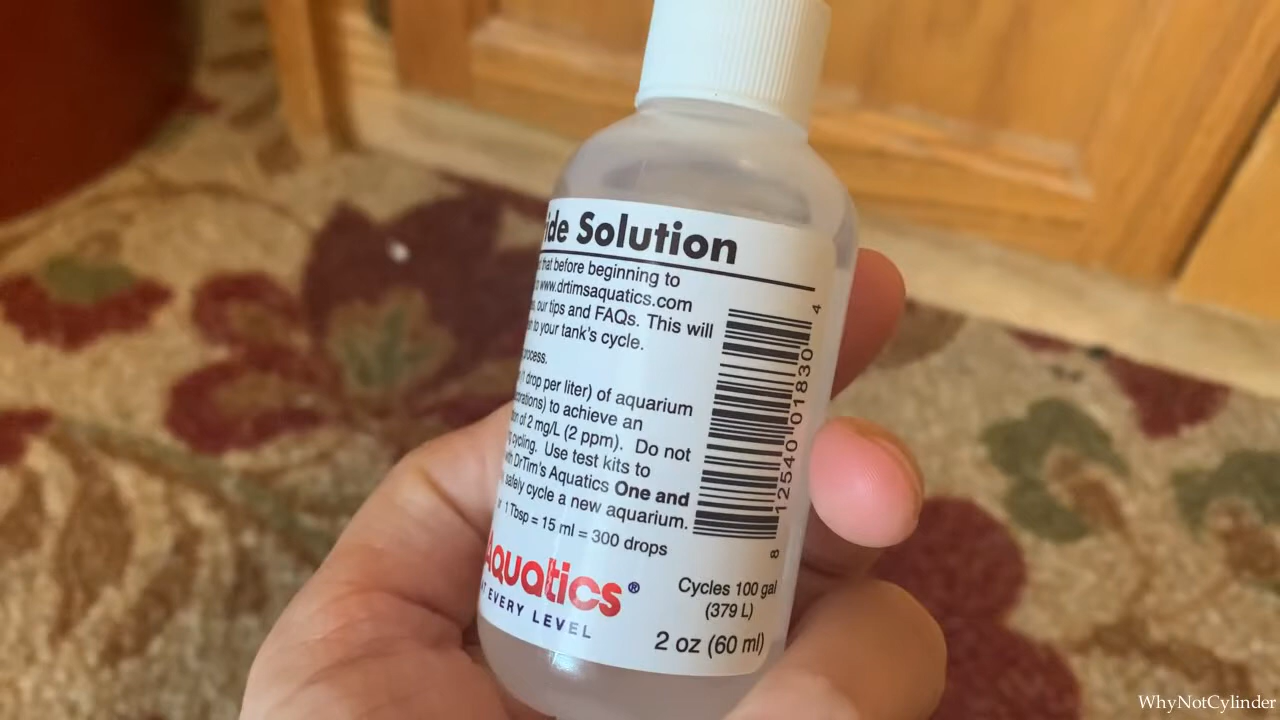 ide Solution
that before beginning to
www.drtimsaquatics.com
our tips and FAQs. This will
to your tank's cycle.
process.
(1 drop per liter) of aquarium
to achieve an
of 2 mg/L (2 ppm). Do not
cycling. Use test kits to
DrTim's Aquatics One and
safely cycle a new aquarium.
1 Tbsp = 15 ml = 300 drops
Aquatics®
AT EVERY LEVEL
8 12540 01830 4
Cycles 100 gal
(379 L)
2 oz (60 ml)
WhyNotCylinder